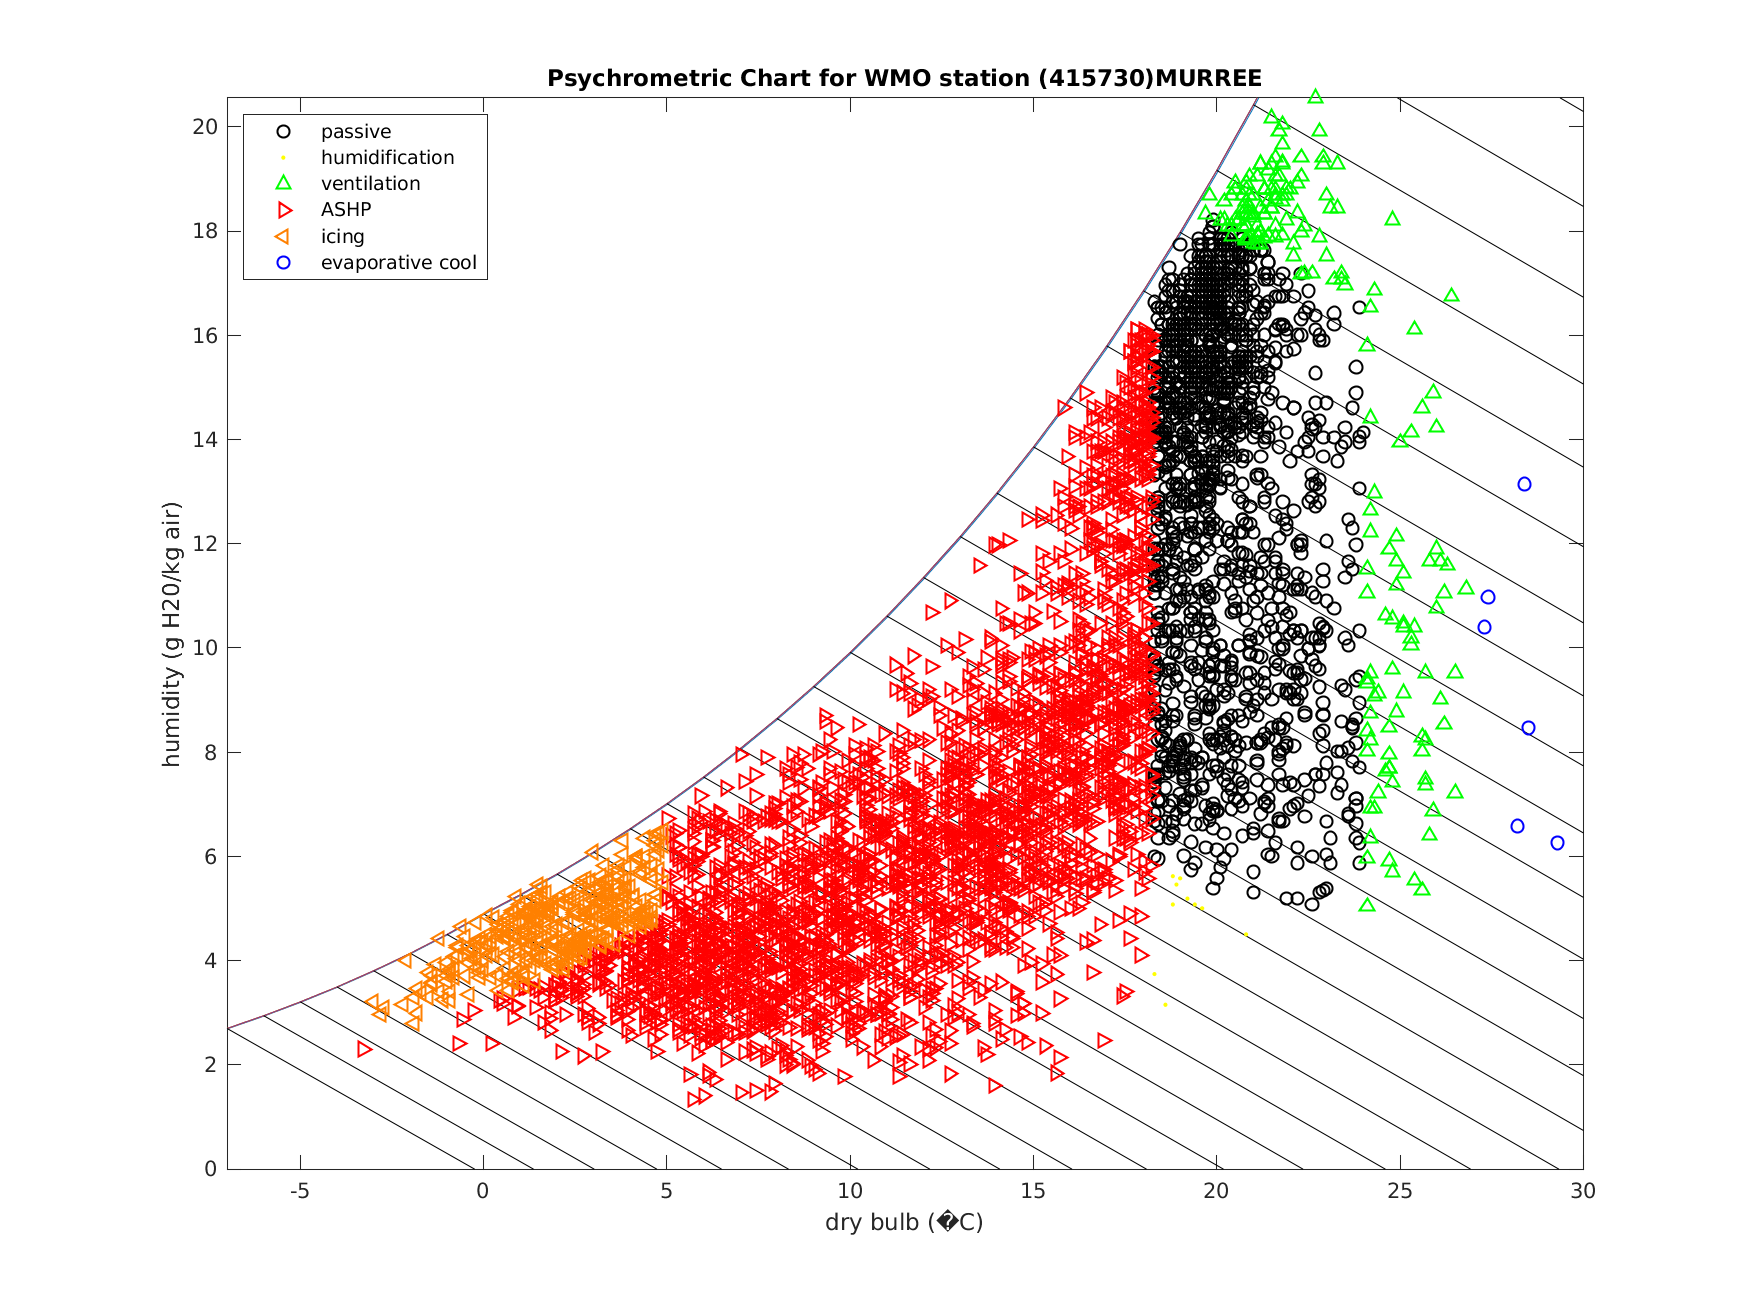 Psychrometric Chart for WMO station (415730)MURREE
passive
humidification
ventilation
ASHP
icing
evaporative cool
humidity (g H20/kg air)
20
18
16
14
12
10
8
6
4
2
0
-5 0 5 10 15 20 25 30
dry bulb (�C)